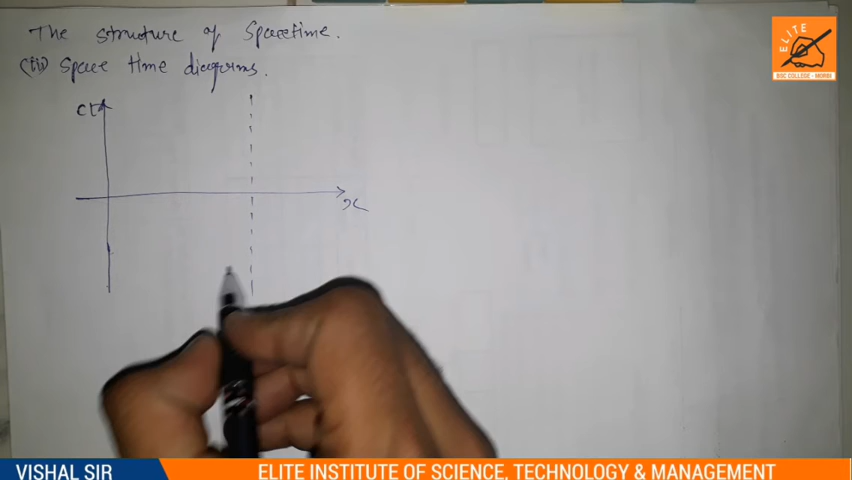 The structure of Spacetime.
(iii) Space time diagrams.
ct
x
ELITE
BSC COLLEGE : MORBI
VISHAL SIR
ELITE INSTITUTE OF SCIENCE, TECHNOLOGY & MANAGEMENT